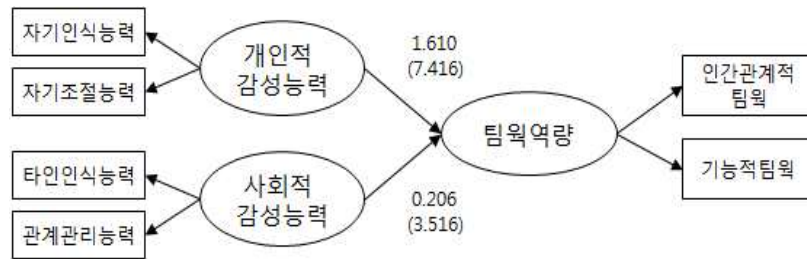 자기인식능력
자기조절능력
개인적
감성능력
1.610
(7.416)
타인인식능력
관계관리능력
사회적
감성능력
0.206
(3.516)
팀웍역량
인간관계적
팀웍
기능적팀웍